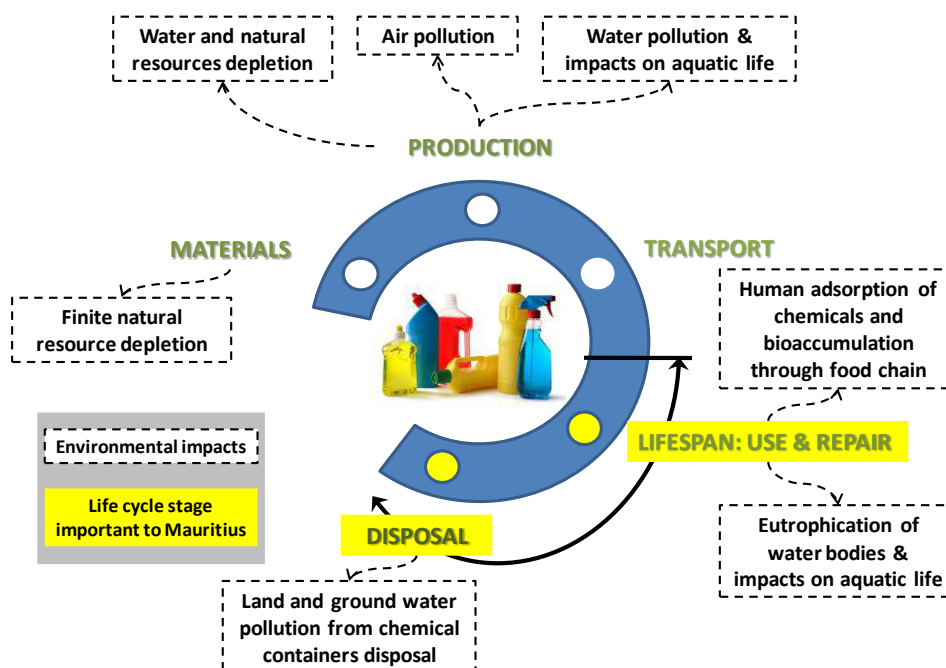 Water and natural
resources depletion
Air pollution
Water pollution &
impacts on aquatic life
PRODUCTION
MATERIALS
TRANSPORT
Finite natural
resource depletion
Human adsorption of
chemicals and
bioaccumulation
through food chain
Environmental impacts
Life cycle stage
important to Mauritius
LIFESPAN: USE & REPAIR
DISPOSAL
Eutrophication of
water bodies &
impacts on aquatic life
Land and ground water
pollution from chemical
containers disposal